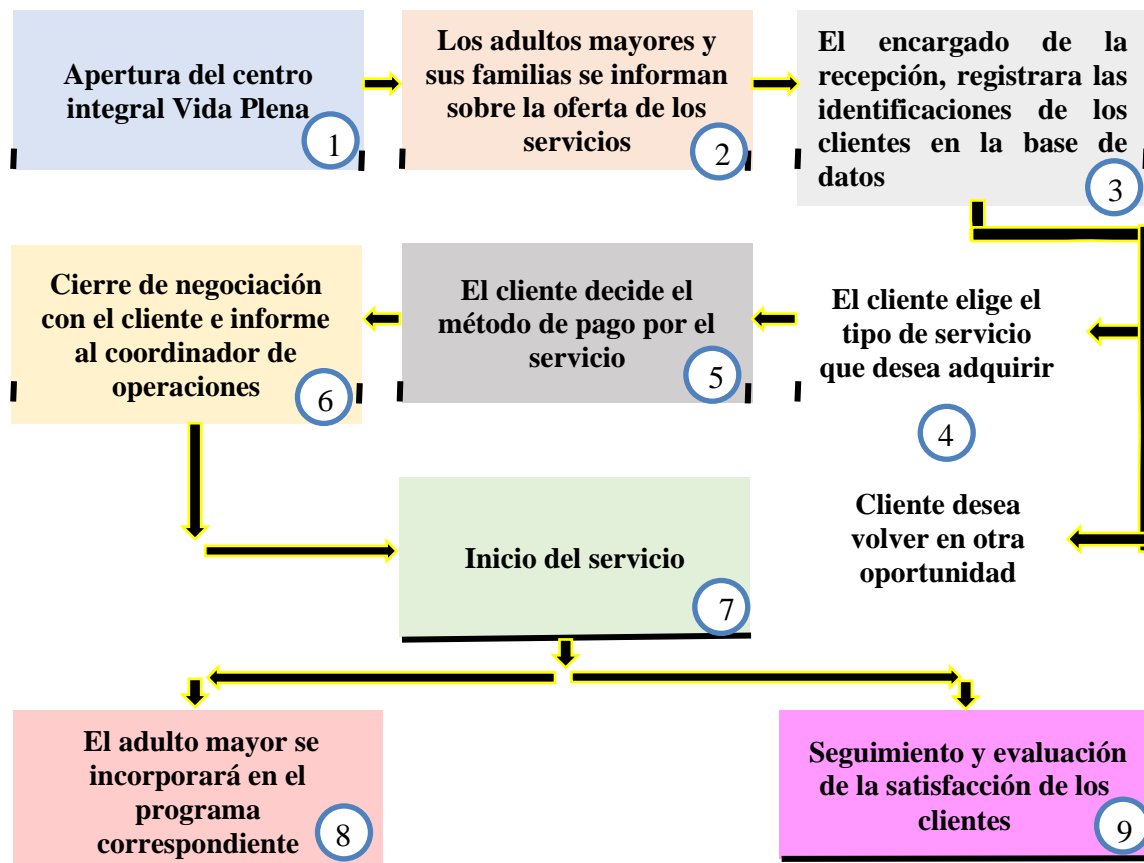 Apertura del centro
integral Vida Plena
1
Los adultos mayores y
sus familias se informan
sobre la oferta de los
servicios
2
El encargado de la
recepción, registrara las
identificaciones de los
clientes en la base de
datos
3
El cliente elige el
tipo de servicio
que desea adquirir
4
Cliente desea
volver en otra
oportunidad
El cliente decide el
método de pago por el
servicio
5
Cierre de negociación
con el cliente e informe
al coordinador de
operaciones
6
Inicio del servicio
7
El adulto mayor se
incorporará en el
programa
correspondiente
8
Seguimiento y evaluación
de la satisfacción de los
clientes
9